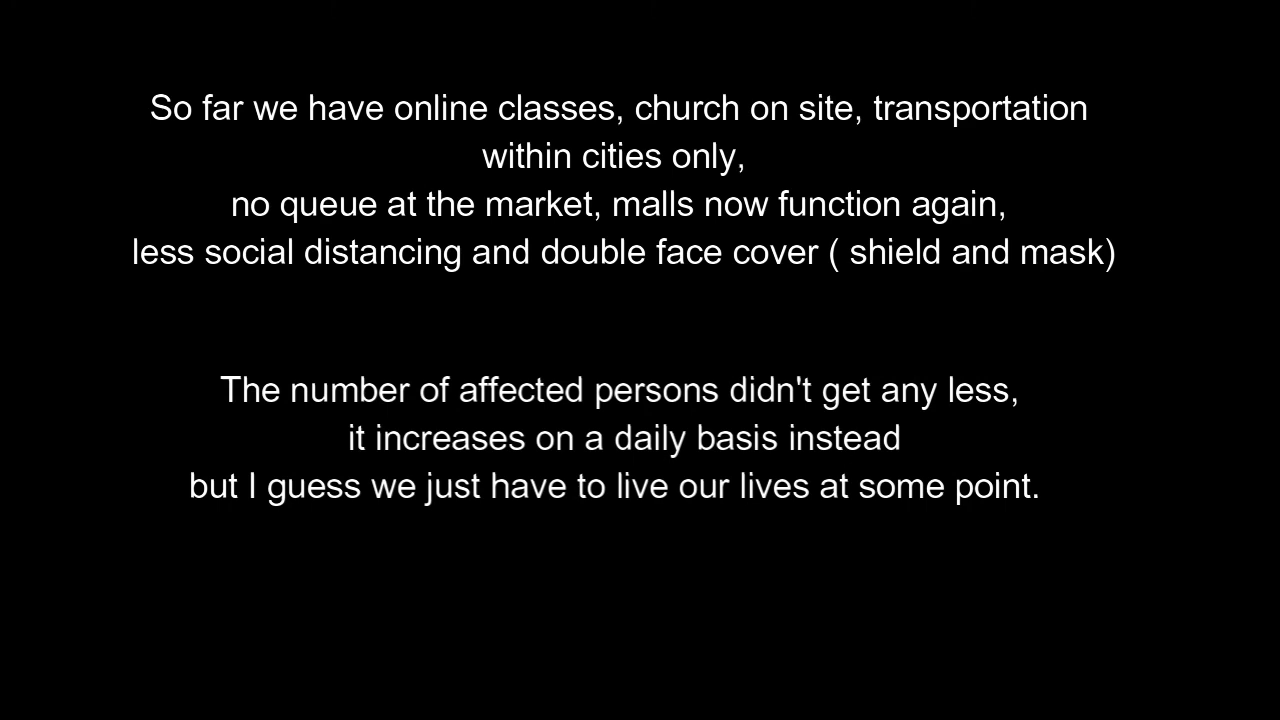 So far we have online classes, church on site, transportation
within cities only,
no queue at the market, malls now function again,
less social distancing and double face cover ( shield and mask)
The number of affected persons didn't get any less,
it increases on a daily basis instead
but I guess we just have to live our lives at some point.